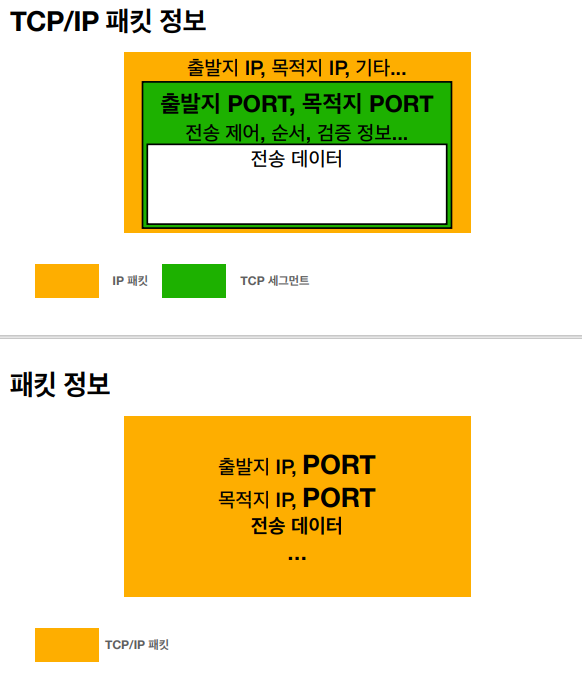 TCP/IP 패킷 정보
출발지 IP, 목적지 IP, 기타...
출발지 PORT, 목적지 PORT
전송 제어, 순서, 검증 정보...
전송 데이터
IP 패킷
TCP 세그먼트
패킷 정보
출발지 IP, PORT
목적지 IP, PORT
전송 데이터
...
TCP/IP 패킷